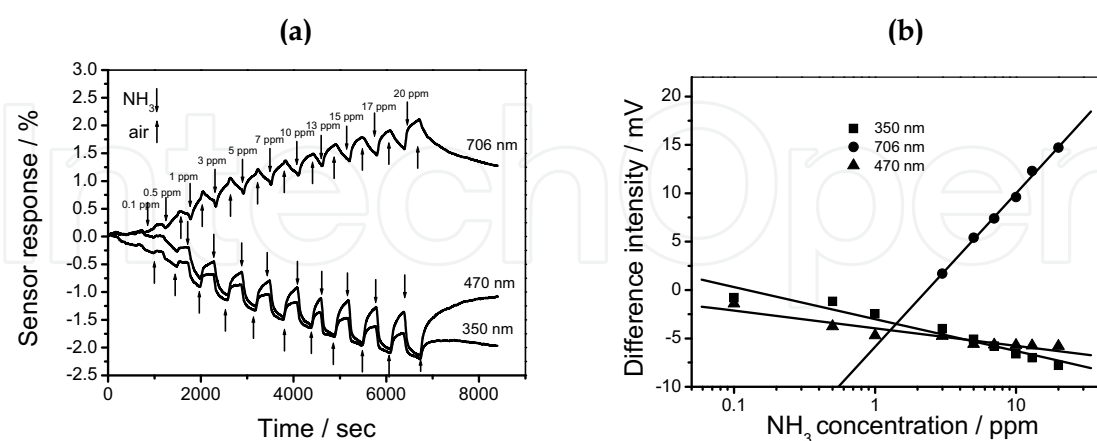 (a)
(b)
Sensor response / %
3.0
2.5
2.0
1.5
1.0
0.5
0.0
-0.5
-1.0
-1.5
-2.0
-2.5
NH3
air
0.1 ppm
0.5 ppm
1 ppm
3 ppm
5 ppm
7 ppm
10 ppm
13 ppm
15 ppm
17 ppm
20 ppm
706 nm
470 nm
350 nm
0
2000
4000
6000
8000
Time / sec
Difference intensity / mV
20
15
10
5
0
-5
-10
350 nm
706 nm
470 nm
0.1
1
10
NH3 concentration / ppm
IntechOpen